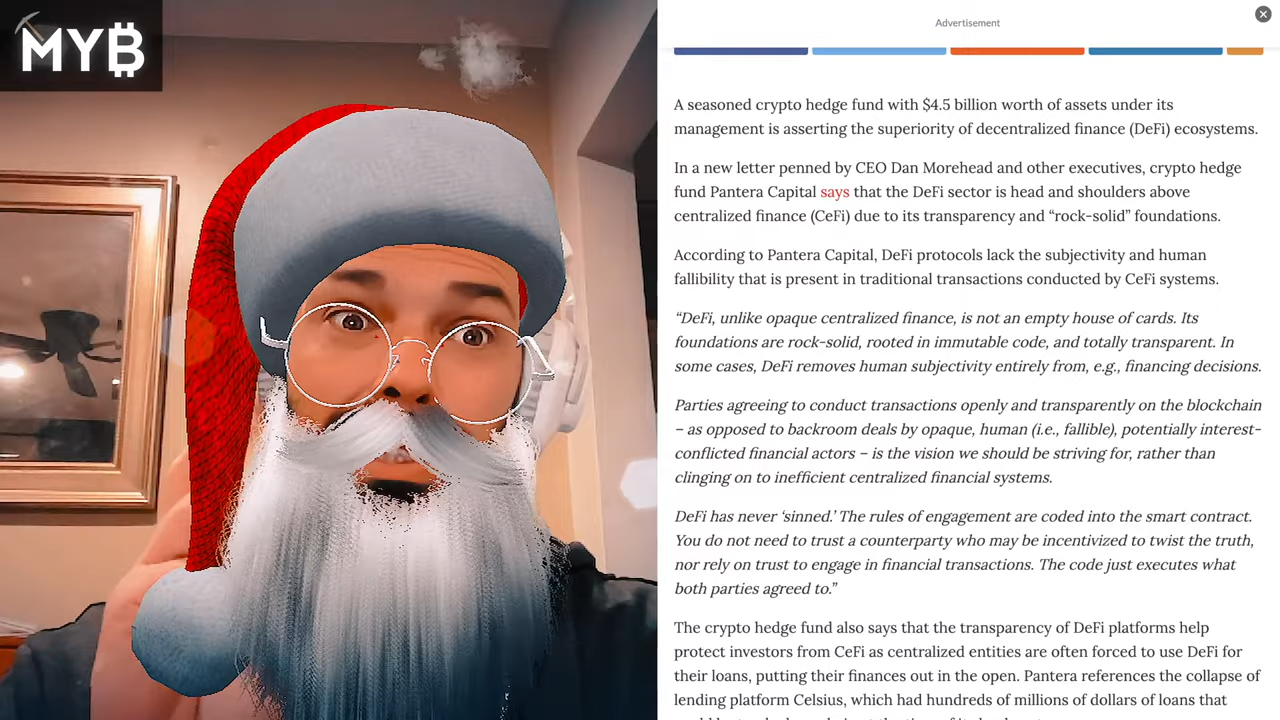 MYB
Advertisement
A seasoned crypto hedge fund with $4.5 billion worth of assets under its
management is asserting the superiority of decentralized finance (DeFi) ecosystems.
In a new letter penned by CEO Dan Morehead and other executives, crypto hedge
fund Pantera Capital says that the DeFi sector is head and shoulders above
centralized finance (CeFi) due to its transparency and “rock-solid” foundations.
According to Pantera Capital, DeFi protocols lack the subjectivity and human
fallibility that is present in traditional transactions conducted by CeFi systems.
“DeFi, unlike opaque centralized finance, is not an empty house of cards. Its
foundations are rock-solid, rooted in immutable code, and totally transparent. In
some cases, DeFi removes human subjectivity entirely from, e.g., financing decisions.
Parties agreeing to conduct transactions openly and transparently on the blockchain
– as opposed to backroom deals by opaque, human (i.e., fallible), potentially interest-
conflicted financial actors – is the vision we should be striving for, rather than
clinging on to inefficient centralized financial systems.
DeFi has never ‘sinned.’ The rules of engagement are coded into the smart contract.
You do not need to trust a counterparty who may be incentivized to twist the truth,
nor rely on trust to engage in financial transactions. The code just executes what
both parties agreed to.”
The crypto hedge fund also says that the transparency of DeFi platforms help
protect investors from CeFi as centralized entities are often forced to use DeFi for
their loans, putting their finances out in the open. Pantera references the collapse of
lending platform Celsius, which had hundreds of millions of dollars of loans that